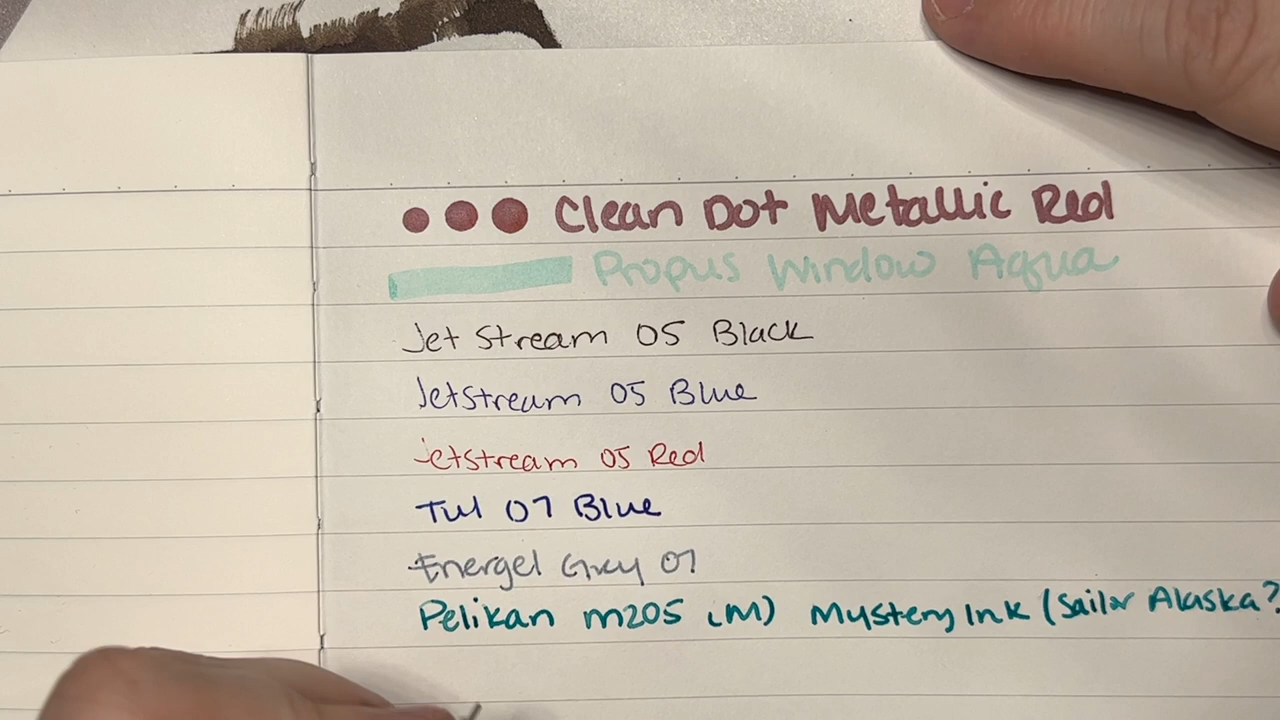 Clean Dot Metallic Red
Propus Window Aqua
Jet Stream 05 Black
Jetstream 05 Blue
Jetstream 05 Red
Tul 07 Blue
Energel Grey 07
Pelikan m205 (M) Mystery Ink (Sailor Alaska?